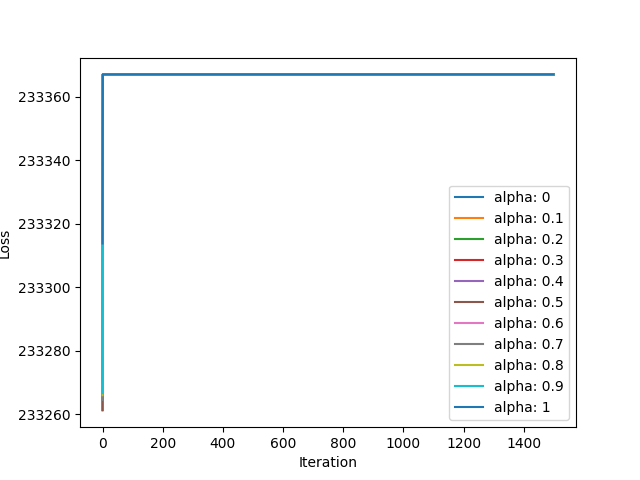 233360
233340
233320
233300
233280
233260
Loss
0
200
400
600
800
1000
1200
1400
Iteration
alpha: 0
alpha: 0.1
alpha: 0.2
alpha: 0.3
alpha: 0.4
alpha: 0.5
alpha: 0.6
alpha: 0.7
alpha: 0.8
alpha: 0.9
alpha: 1